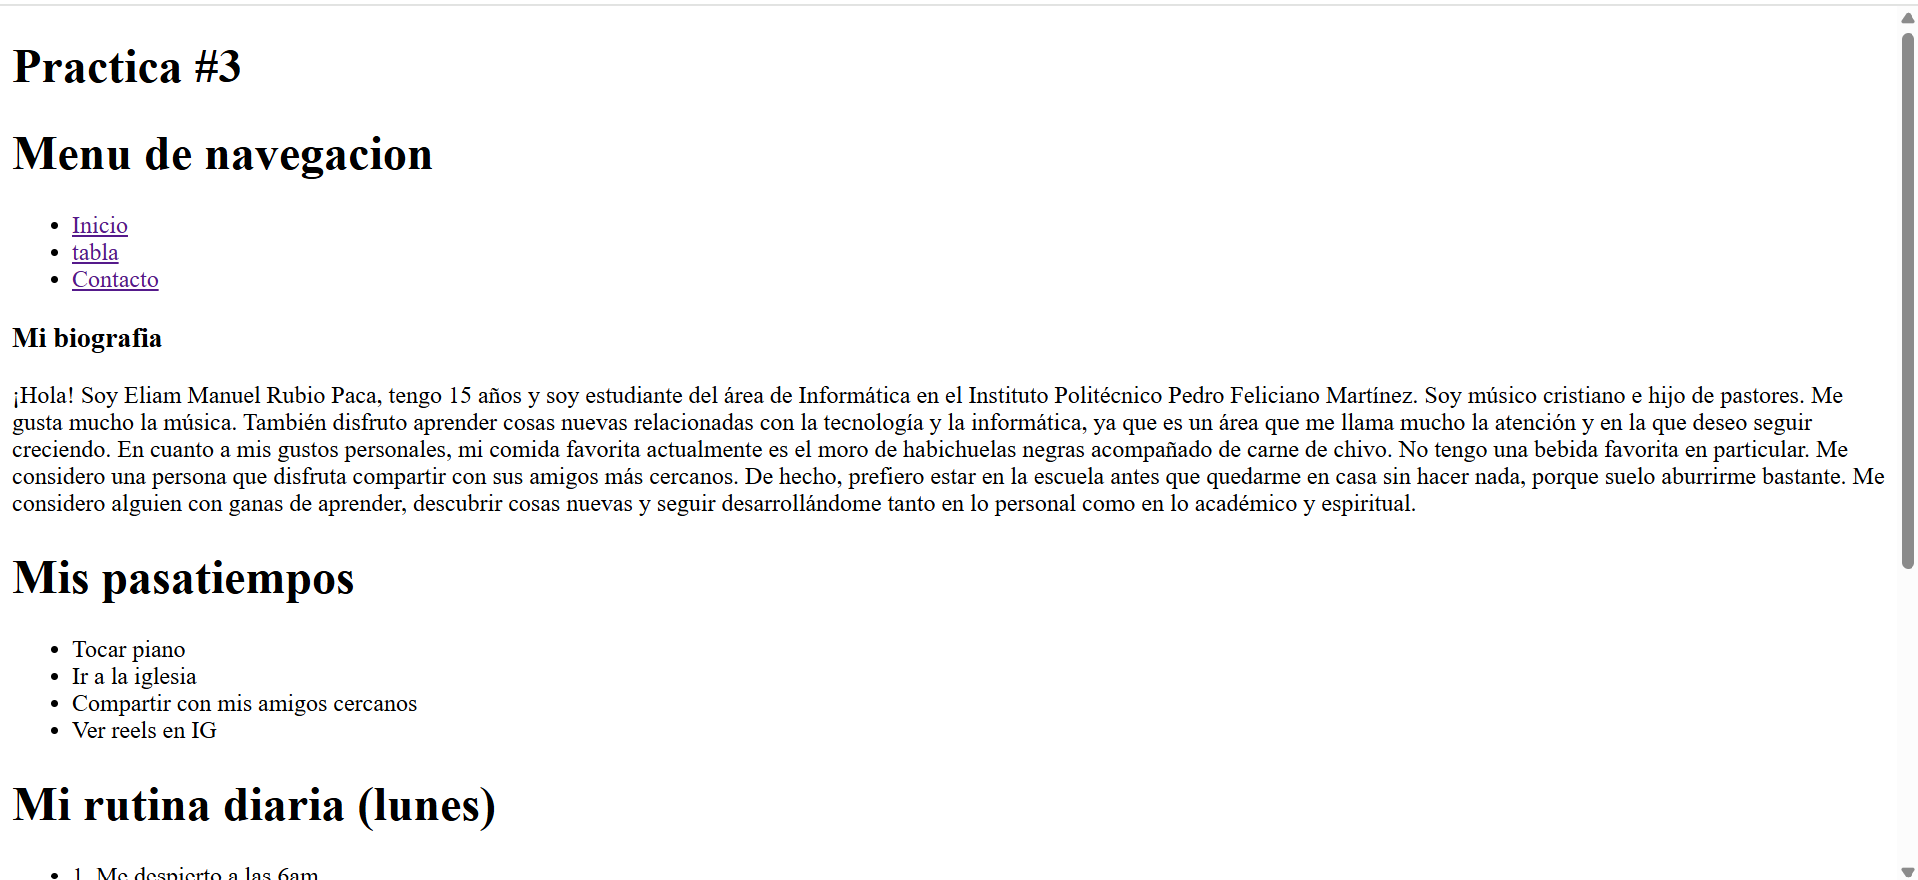 Practica #3
Menu de navegacion
Inicio
tabla
Contacto
Mi biografia
¡Hola! Soy Eliam Manuel Rubio Paca, tengo 15 años y soy estudiante del área de Informática en el Instituto Politécnico Pedro Feliciano Martínez. Soy músico cristiano e hijo de pastores. Me
gusta mucho la música. También disfruto aprender cosas nuevas relacionadas con la tecnología y la informática, ya que es un área que me llama mucho la atención y en la que deseo seguir
creciendo. En cuanto a mis gustos personales, mi comida favorita actualmente es el moro de habichuelas negras acompañado de carne de chivo. No tengo una bebida favorita en particular. Me
considero una persona que disfruta compartir con sus amigos más cercanos. De hecho, prefiero estar en la escuela antes que quedarme en casa sin hacer nada, porque suelo aburrirme bastante. Me
considero alguien con ganas de aprender, descubrir cosas nuevas y seguir desarrollándome tanto en lo personal como en lo académico y espiritual.
Mis pasatiempos
Tocar piano
Ir a la iglesia
Compartir con mis amigos cercanos
Ver reels en IG
Mi rutina diaria (lunes)
1. Me despierto a las 6am